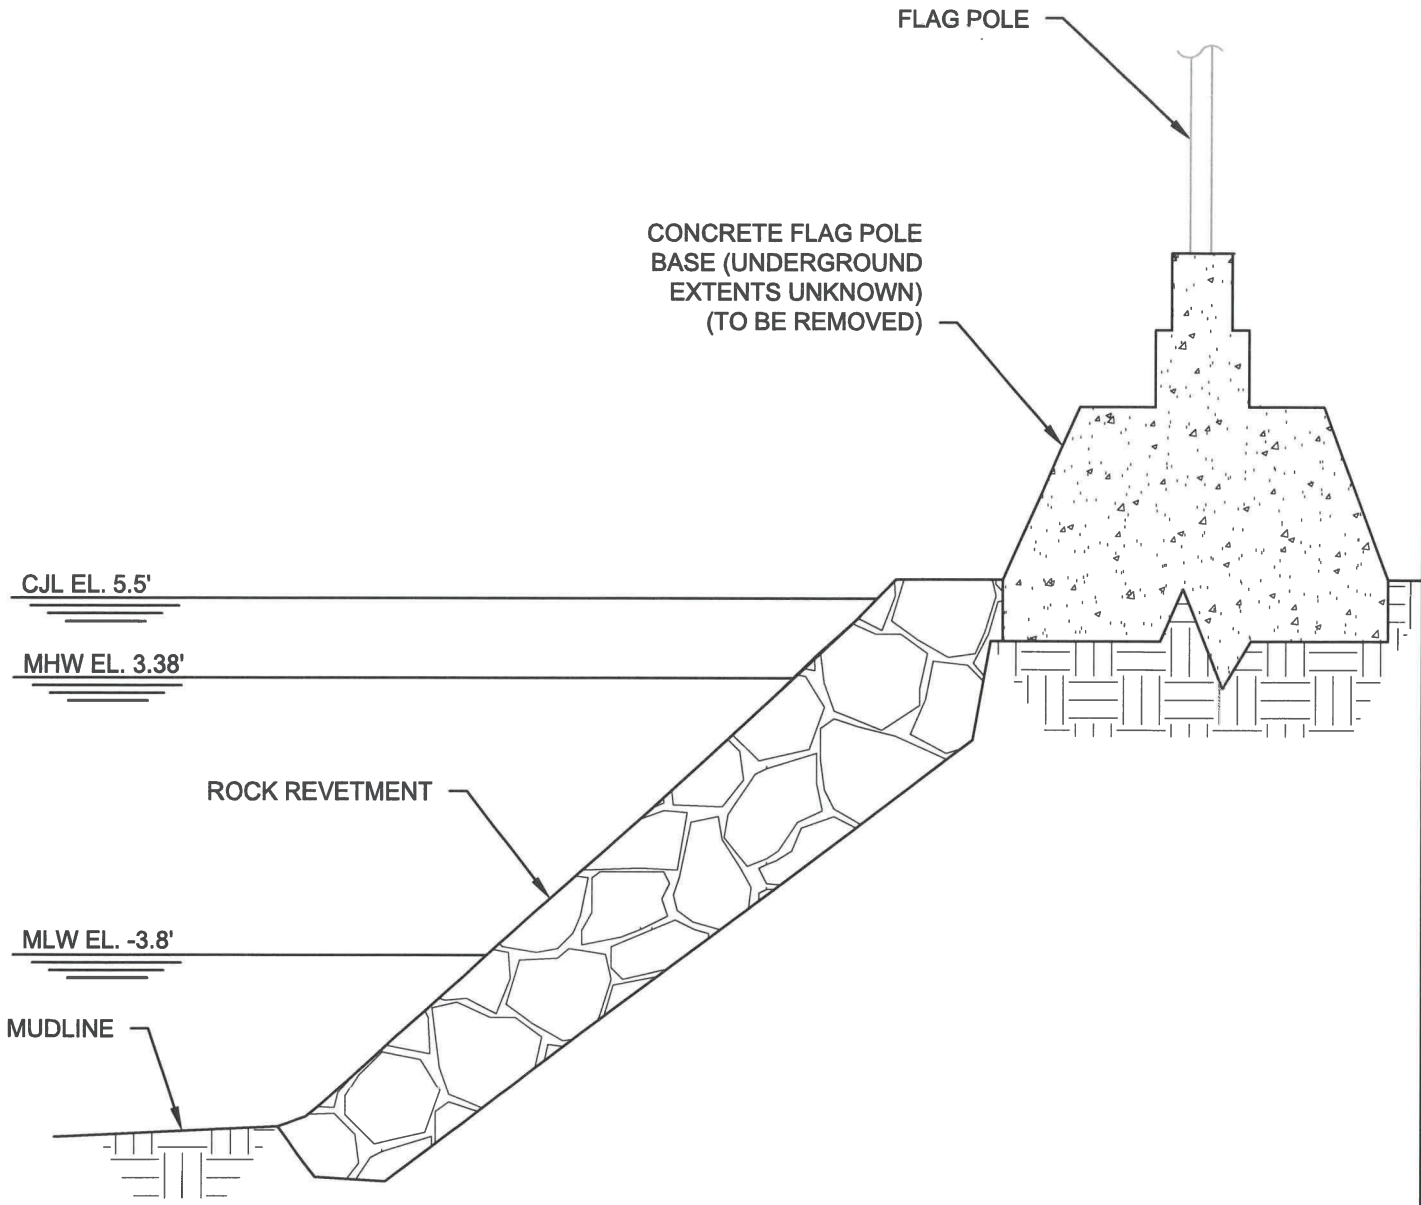 FLAG POLE
CONCRETE FLAG POLE
BASE (UNDERGROUND
EXTENTS UNKNOWN)
(TO BE REMOVED)
CJL EL. 5.5'
MHW EL. 3.38'
ROCK REVETMENT
MLW EL. -3.8'
MUDLINE